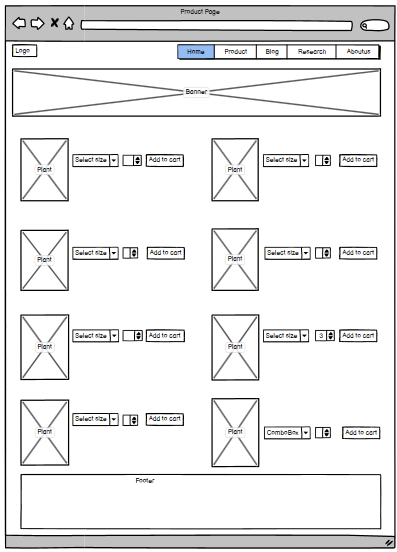 Product Page
Logo
Home Product Blog Research Aboutus
Banner
Plant Select size Add to cart Plant Select size Add to cart
Plant Select size Add to cart Plant Select size Add to cart
Plant Select size Add to cart Plant Select size 3 Add to cart
Plant Select size Add to cart Plant ComboBox Add to cart
Footer